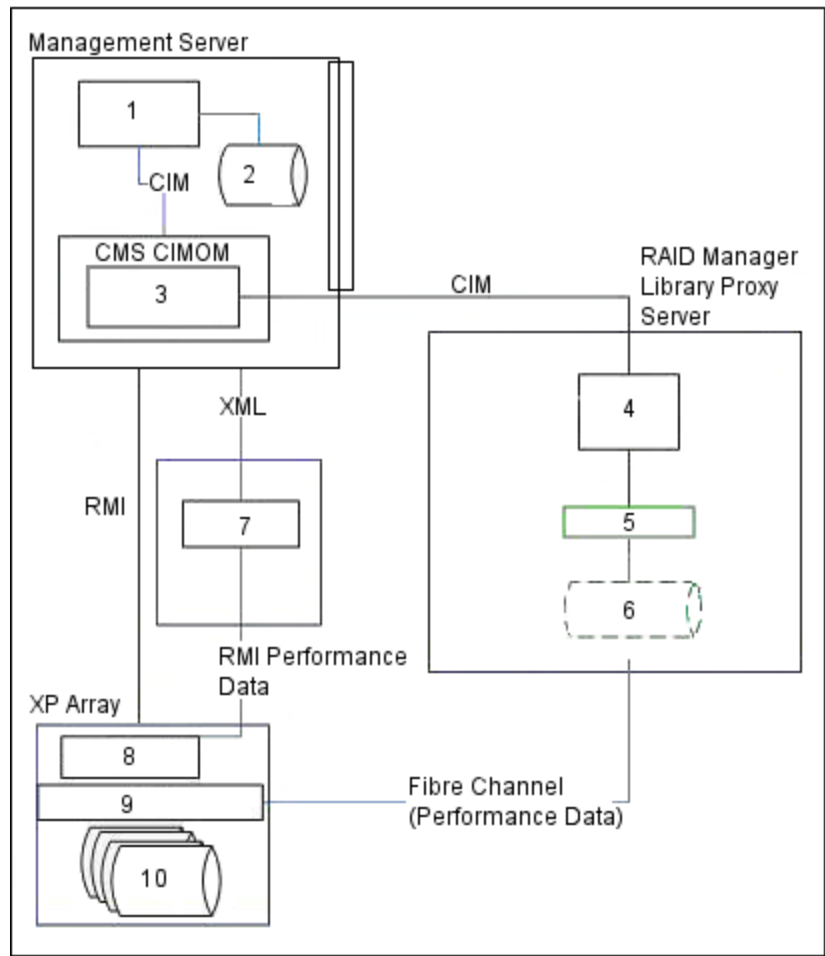 Management Server
1
2
CIM
CMS CIMOM
3
CIM
RAID Manager
Library Proxy
Server
4
XML
RMI
7
5
6
RMI Performance
Data
XP Array
8
9
Fibre Channel
(Performance Data)
10